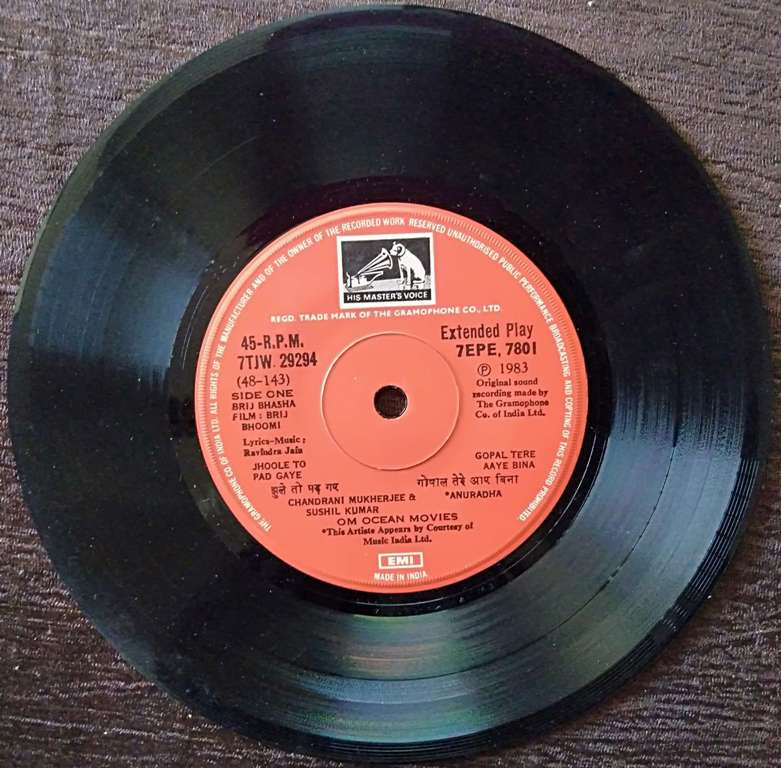 THE GRAMOPHONE CO. OF INDIA LTD. ALL RIGHTS OF THE MANUFACTURER AND OF THE OWNER OF THE RECORDED WORK RESERVED UNAUTHORISED PUBLIC PERFORMANCE BROADCASTING AND COPYING OF THIS RECORD PROHIBITED.
HIS MASTER'S VOICE
REGD. TRADE MARK OF THE GRAMOPHONE CO., LTD.
45-R.P.M.
7TJW. 29294
(48-143)
SIDE ONE
BRIJ BHASHA
FILM : BRIJ
BHOOMI
Lyrics-Music ;
Ravindra Jain
Extended Play
7EPE, 7801
Ⓟ 1983
Original sound
recording made by
The Gramophone
Co. of India Ltd.
JHOOLE TO
PAD GAYE
झुले तो पड़ गए
CHANDRANI MUKHERJEE &
SUSHIL KUMAR
GOPAL TERE
AAYE BINA
गोपाल तेरे आए बिना
*ANURADHA
OM OCEAN MOVIES
*This Artiste Appears by Courtesy of
Music India Ltd.
EMI
MADE IN INDIA